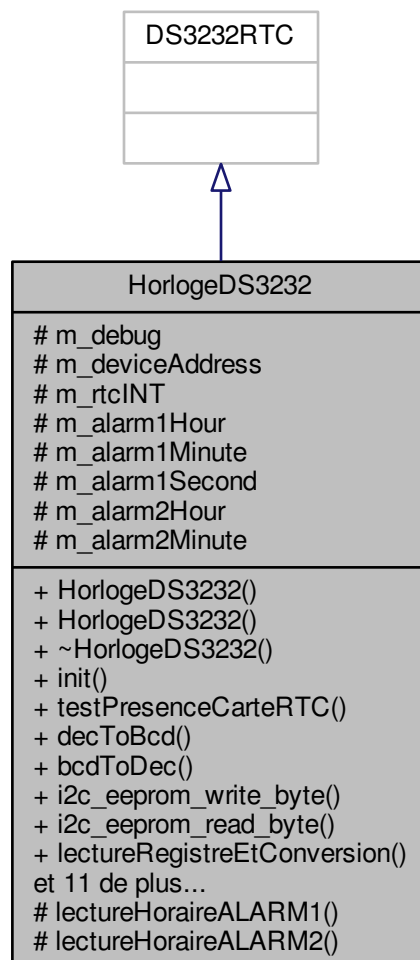 DS3232RTC
HorlogeDS3232
# m_debug
# m_deviceAddress
# m_rtcINT
# m_alarm1Hour
# m_alarm1Minute
# m_alarm1Second
# m_alarm2Hour
# m_alarm2Minute
+ HorlogeDS3232()
+ HorlogeDS3232()
+ ~HorlogeDS3232()
+ init()
+ testPresenceCarteRTC()
+ decToBcd()
+ bcdToDec()
+ i2c_eeprom_write_byte()
+ i2c_eeprom_read_byte()
+ lectureRegistreEtConversion()
et 11 de plus...
# lectureHoraireALARM1()
# lectureHoraireALARM2()